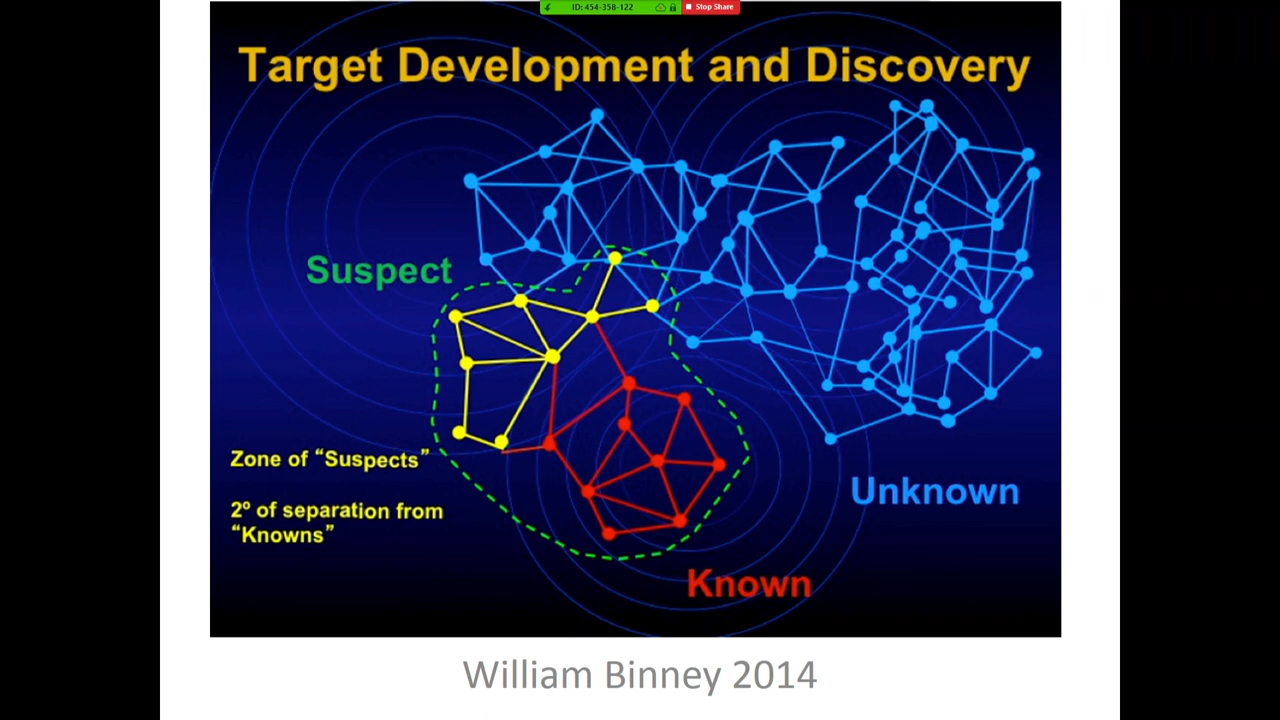 ID: 454-358-122
Stop Share
Target Development and Discovery
Suspect
Zone of “Suspects”
2º of separation from
“Knowns”
Unknown
Known
William Binney 2014